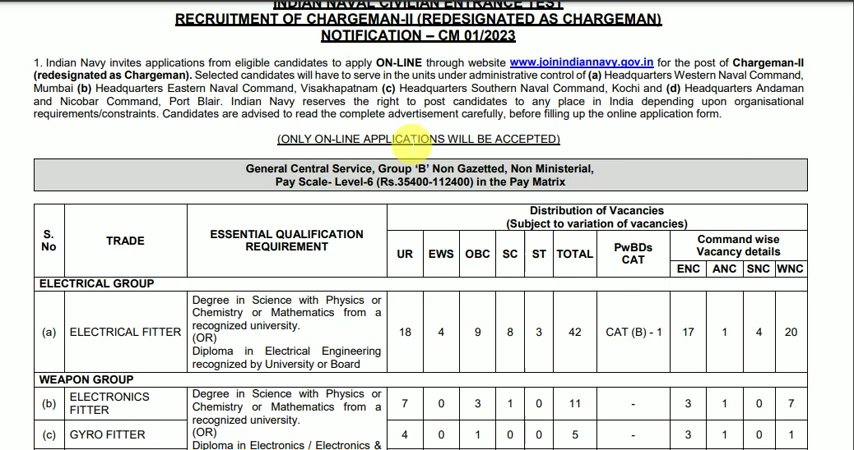 INDIAN NAVAL CIVILIAN ENTRANCE TEST
RECRUITMENT OF CHARGEMAN-II (REDESIGNATED AS CHARGEMAN)
NOTIFICATION – CM 01/2023
1. Indian Navy invites applications from eligible candidates to apply ON-LINE through website www.joinindiannavy.gov.in for the post of Chargeman-II
(redesignated as Chargeman). Selected candidates will have to serve in the units under administrative control of (a) Headquarters Western Naval Command,
Mumbai (b) Headquarters Eastern Naval Command, Visakhapatnam (c) Headquarters Southern Naval Command, Kochi and (d) Headquarters Andaman
and Nicobar Command, Port Blair. Indian Navy reserves the right to post candidates to any place in India depending upon organisational
requirements/constraints. Candidates are advised to read the complete advertisement carefully, before filling up the online application form.
(ONLY ON-LINE APPLICATIONS WILL BE ACCEPTED)
General Central Service, Group ‘B’ Non Gazetted, Non Ministerial,
Pay Scale- Level-6 (Rs.35400-112400) in the Pay Matrix
S. No TRADE ESSENTIAL QUALIFICATION REQUIREMENT
Distribution of Vacancies
(Subject to variation of vacancies)
UR EWS OBC SC ST TOTAL PwBDs CAT
Command wise
Vacancy details
ENC ANC SNC WNC
ELECTRICAL GROUP
(a) ELECTRICAL FITTER
Degree in Science with Physics or
Chemistry or Mathematics from a
recognized university.
(OR)
Diploma in Electrical Engineering
recognized by University or Board
18 4 9 8 3 42 CAT (B) - 1 17 1 4 20
WEAPON GROUP
(b) ELECTRONICS FITTER
Degree in Science with Physics or
Chemistry or Mathematics from a
recognized university.
(OR)
Diploma in Electronics / Electronics &
7 0 3 1 0 11 - 3 1 0 7
(c) GYRO FITTER
4 0 1 0 0 5 - 3 1 0 1